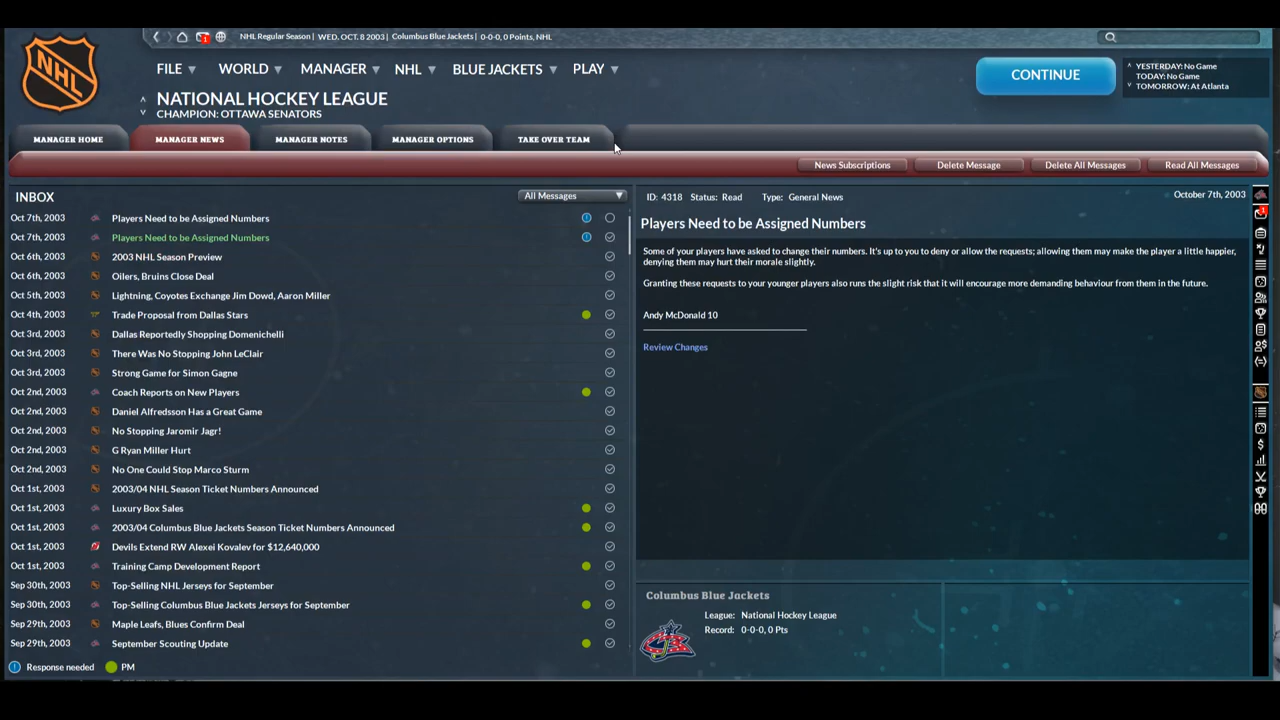 NHL Regular Season | WED. OCT. 8 2003 | Columbus Blue Jackets | 0-0-0, 0 Points, NHL
NHL
FILE WORLD MANAGER NHL BLUE JACKETS PLAY
CONTINUE
YESTERDAY: No Game
TODAY: No Game
TOMORROW: At Atlanta
NATIONAL HOCKEY LEAGUE
CHAMPION: OTTAWA SENATORS
MANAGER HOME MANAGER NEWS MANAGER NOTES MANAGER OPTIONS TAKE OVER TEAM
News Subscriptions Delete Message Delete All Messages Read All Messages
INBOX All Messages
Oct 7th, 2003 Players Need to be Assigned Numbers
Oct 7th, 2003 Players Need to be Assigned Numbers
Oct 6th, 2003 2003 NHL Season Preview
Oct 6th, 2003 Oilers, Bruins Close Deal
Oct 5th, 2003 Lightning, Coyotes Exchange Jim Dowd, Aaron Miller
Oct 4th, 2003 Trade Proposal from Dallas Stars
Oct 3rd, 2003 Dallas Reportedly Shopping Domenichelli
Oct 3rd, 2003 There Was No Stopping John LeClair
Oct 3rd, 2003 Strong Game for Simon Gagne
Oct 2nd, 2003 Coach Reports on New Players
Oct 2nd, 2003 Daniel Alfredsson Has a Great Game
Oct 2nd, 2003 No Stopping Jaromir Jagr!
Oct 2nd, 2003 G Ryan Miller Hurt
Oct 2nd, 2003 No One Could Stop Marco Sturm
Oct 1st, 2003 2003/04 NHL Season Ticket Numbers Announced
Oct 1st, 2003 Luxury Box Sales
Oct 1st, 2003 2003/04 Columbus Blue Jackets Season Ticket Numbers Announced
Oct 1st, 2003 Devils Extend RW Alexei Kovalev for $12,640,000
Oct 1st, 2003 Training Camp Development Report
Sep 30th, 2003 Top-Selling NHL Jerseys for September
Sep 30th, 2003 Top-Selling Columbus Blue Jackets Jerseys for September
Sep 29th, 2003 Maple Leafs, Blues Confirm Deal
Sep 29th, 2003 September Scouting Update
Response needed PM
ID: 4318 Status: Read Type: General News October 7th, 2003
Players Need to be Assigned Numbers
Some of your players have asked to change their numbers. It's up to you to deny or allow the requests; allowing them may make the player a little happier,
denying them may hurt their morale slightly.
Granting these requests to your younger players also runs the slight risk that it will encourage more demanding behaviour from them in the future.
Andy McDonald 10
Review Changes
Columbus Blue Jackets
League: National Hockey League
Record: 0-0-0, 0 Pts